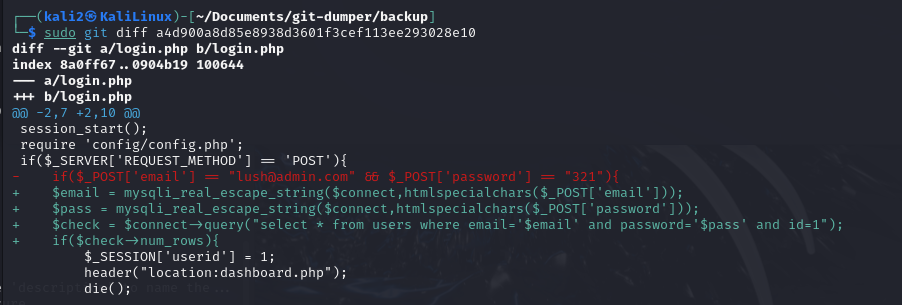 ┌──(kali2㉿KaliLinux)-[~/Documents/git-dumper/backup]
└─$ sudo git diff a4d900a8d85e8938d3601f3cef113ee293028e10
diff --git a/login.php b/login.php
index 8a0ff67..0904b19 100644
--- a/login.php
+++ b/login.php
@@ -2,7 +2,10 @@
 session_start();
 require 'config/config.php';
 if($_SERVER['REQUEST_METHOD'] == 'POST'){
-    if($_POST['email'] == "lush@admin.com" && $_POST['password'] == "321"){
+    $email = mysqli_real_escape_string($connect,htmlspecialchars($_POST['email']));
+    $pass = mysqli_real_escape_string($connect,htmlspecialchars($_POST['password']));
+    $check = $connect->query("select * from users where email='$email' and password='$pass' and id=1");
+    if($check->num_rows){
         $_SESSION['userid'] = 1;
         header("location:dashboard.php");
         die();